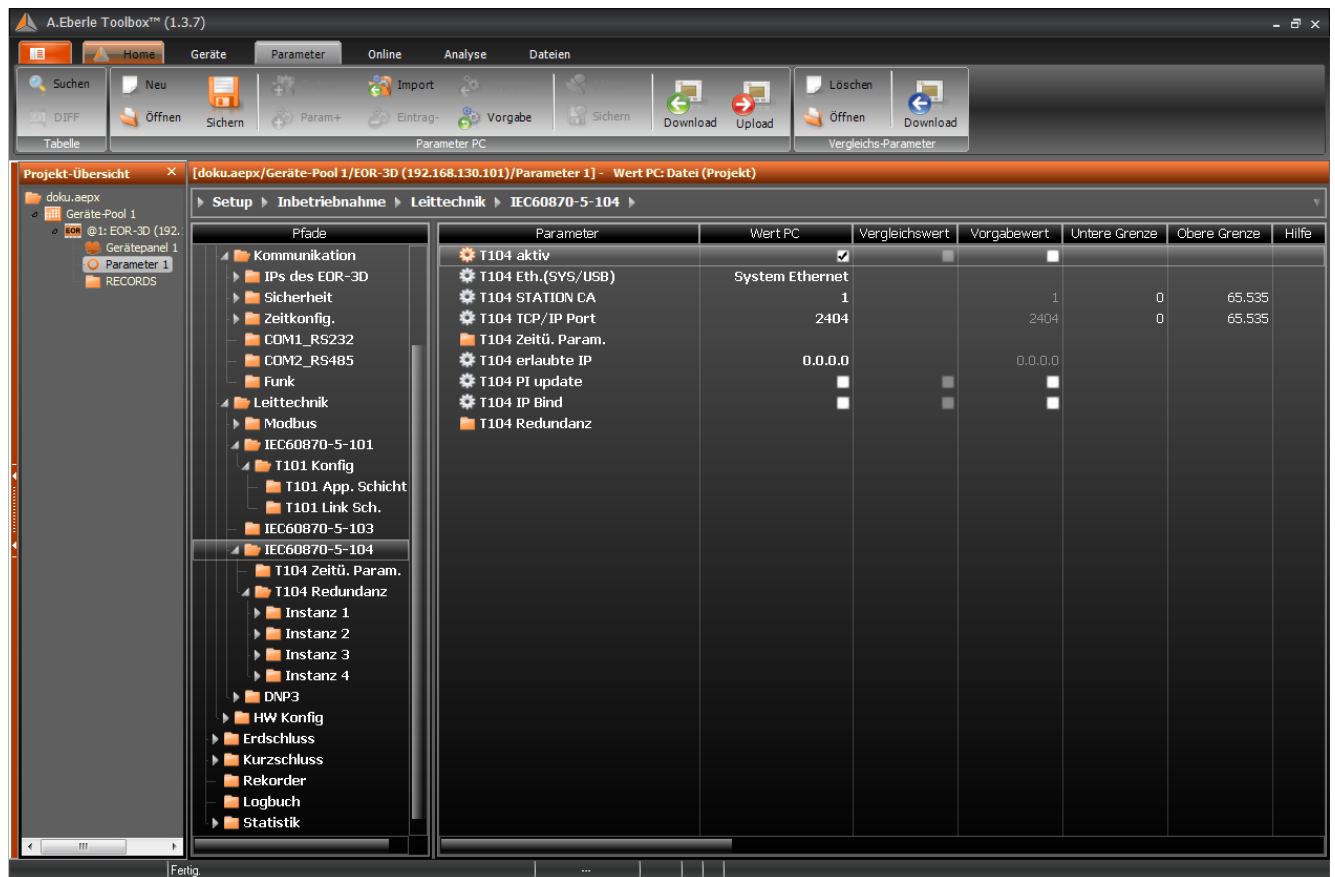 A.Eberle Toolbox™ (1.3.7)
Home Geräte Parameter Online Analyse Dateien
Suchen Neu Import Löschen
DIFF Öffnen Sichern Param+ Eintrag- Vorgabe Sichern Download Upload Öffnen Download
Tabelle Parameter PC Vergleichs-Parameter
Projekt-Übersicht
[doku.aepx/Geräte-Pool 1/EOR-3D (192.168.130.101)/Parameter 1] - Wert PC: Datei (Projekt)
doku.aepx
Geräte-Pool 1
EOR @1: EOR-3D (192.
Gerätepanel 1
Parameter 1
RECORDS
Setup Inbetriebnahme Leittechnik IEC60870-5-104
Pfade
Kommunikation
IPs des EOR-3D
Sicherheit
Zeitkonfig.
COM1_RS232
COM2_RS485
Funk
Leittechnik
Modbus
IEC60870-5-101
T101 Konfig
T101 App. Schicht
T101 Link Sch.
IEC60870-5-103
IEC60870-5-104
T104 Zeitü. Param.
T104 Redundanz
Instanz 1
Instanz 2
Instanz 3
Instanz 4
DNP3
HW Konfig
Erdschluss
Kurzschluss
Rekorder
Logbuch
Statistik
Parameter Wert PC Vergleichswert Vorgabewert Untere Grenze Obere Grenze Hilfe
T104 aktiv
T104 Eth.(SYS/USB) System Ethernet
T104 STATION CA 1 1 0 65.535
T104 TCP/IP Port 2404 2404 0 65.535
T104 Zeitü. Param.
T104 erlaubte IP 0.0.0.0 0.0.0.0
T104 PI update
T104 IP Bind
T104 Redundanz
Fertig. ...